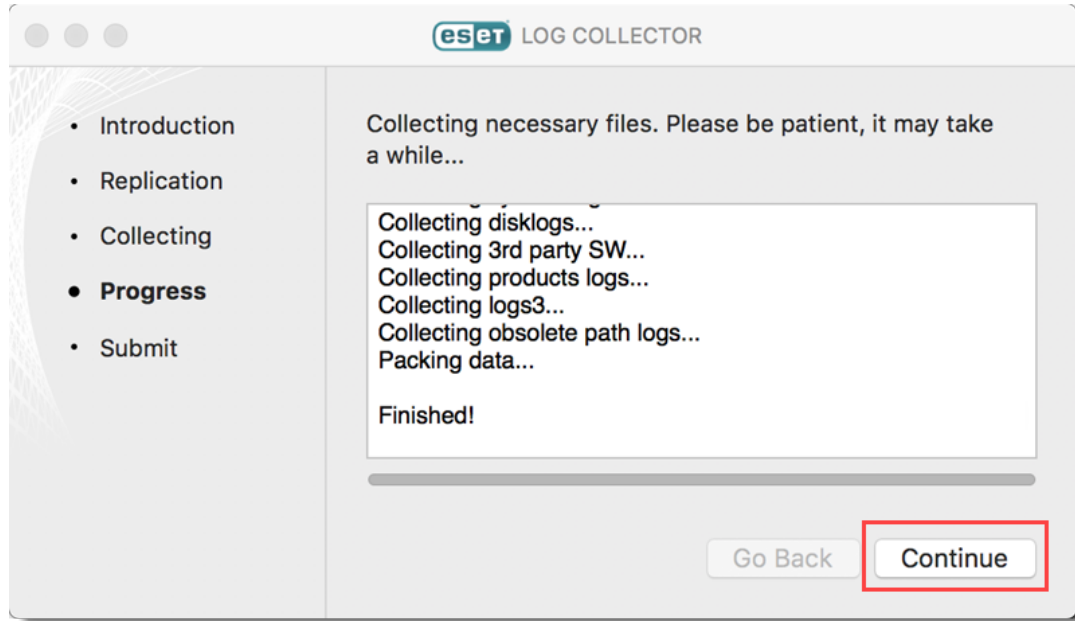 eset LOG COLLECTOR
Introduction
Replication
Collecting
Progress
Submit
Collecting necessary files. Please be patient, it may take
a while...
Collecting disklogs...
Collecting 3rd party SW...
Collecting products logs...
Collecting logs3...
Collecting obsolete path logs...
Packing data...
Finished!
Go Back
Continue